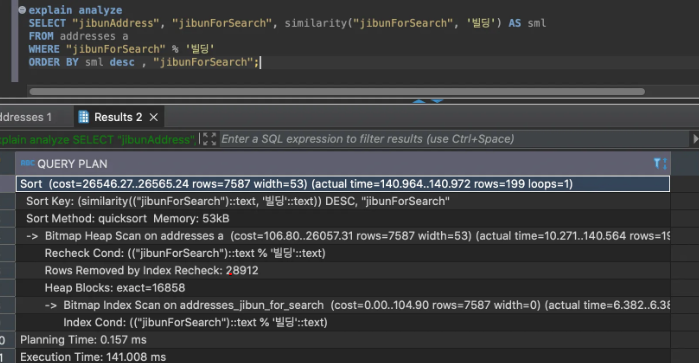 explain analyze
SELECT "jibunAddress", "jibunForSearch", similarity("jibunForSearch", '빌딩') AS sml
FROM addresses a
WHERE "jibunForSearch" % '빌딩'
ORDER BY sml desc , "jibunForSearch";
ddresses 1 Results 2
xplain analyze SELECT "jibunAddress", Enter a SQL expression to filter results (use Ctrl+Space)
ABC QUERY PLAN
Sort (cost=26546.27..26565.24 rows=7587 width=53) (actual time=140.964..140.972 rows=199 loops=1)
Sort Key: (similarity(("jibunForSearch")::text, '빌딩'::text)) DESC, "jibunForSearch"
Sort Method: quicksort Memory: 53kB
-> Bitmap Heap Scan on addresses a (cost=106.80..26057.31 rows=7587 width=53) (actual time=10.271..140.564 rows=19
Recheck Cond: (("jibunForSearch")::text % '빌딩'::text)
Rows Removed by Index Recheck: 28912
Heap Blocks: exact=16858
-> Bitmap Index Scan on addresses_jibun_for_search (cost=0.00..104.90 rows=7587 width=0) (actual time=6.382..6.38
Index Cond: (("jibunForSearch")::text % '빌딩'::text)
0 Planning Time: 0.157 ms
1 Execution Time: 141.008 ms